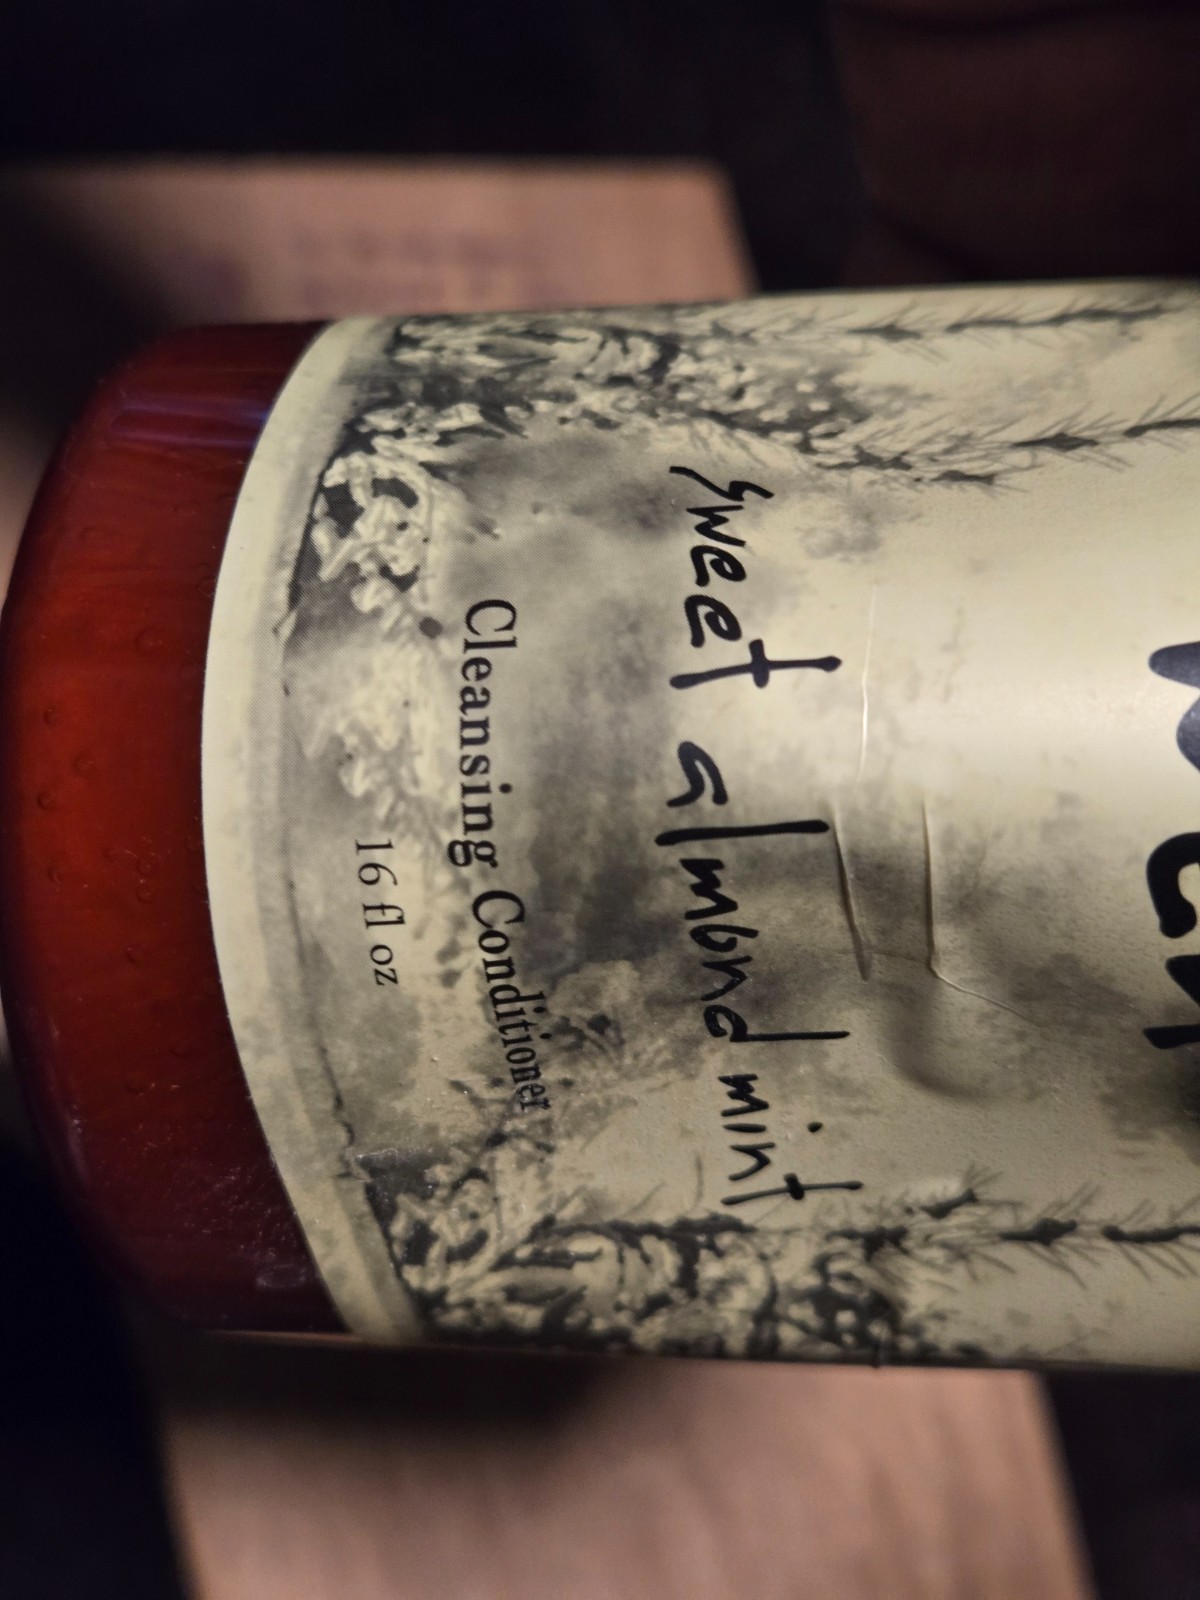 sweet almond mint
Cleansing Conditioner
16 fl oz